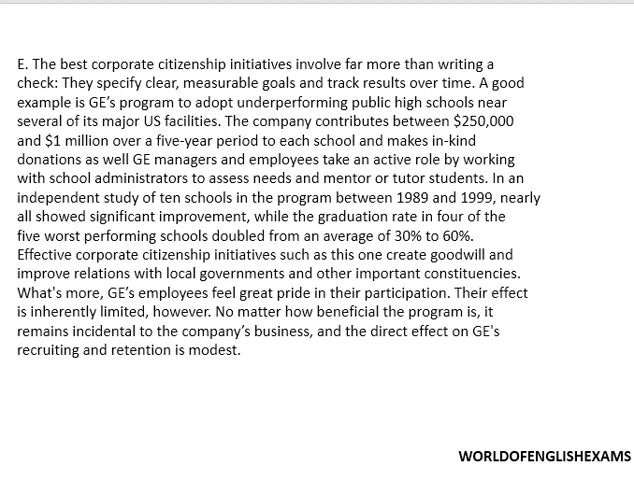 E. The best corporate citizenship initiatives involve far more than writing a
check: They specify clear, measurable goals and track results over time. A good
example is GE’s program to adopt underperforming public high schools near
several of its major US facilities. The company contributes between $250,000
and $1 million over a five-year period to each school and makes in-kind
donations as well GE managers and employees take an active role by working
with school administrators to assess needs and mentor or tutor students. In an
independent study of ten schools in the program between 1989 and 1999, nearly
all showed significant improvement, while the graduation rate in four of the
five worst performing schools doubled from an average of 30% to 60%.
Effective corporate citizenship initiatives such as this one create goodwill and
improve relations with local governments and other important constituencies.
What's more, GE’s employees feel great pride in their participation. Their effect
is inherently limited, however. No matter how beneficial the program is, it
remains incidental to the company’s business, and the direct effect on GE's
recruiting and retention is modest.
WORLDOFENGLISHEXAMS